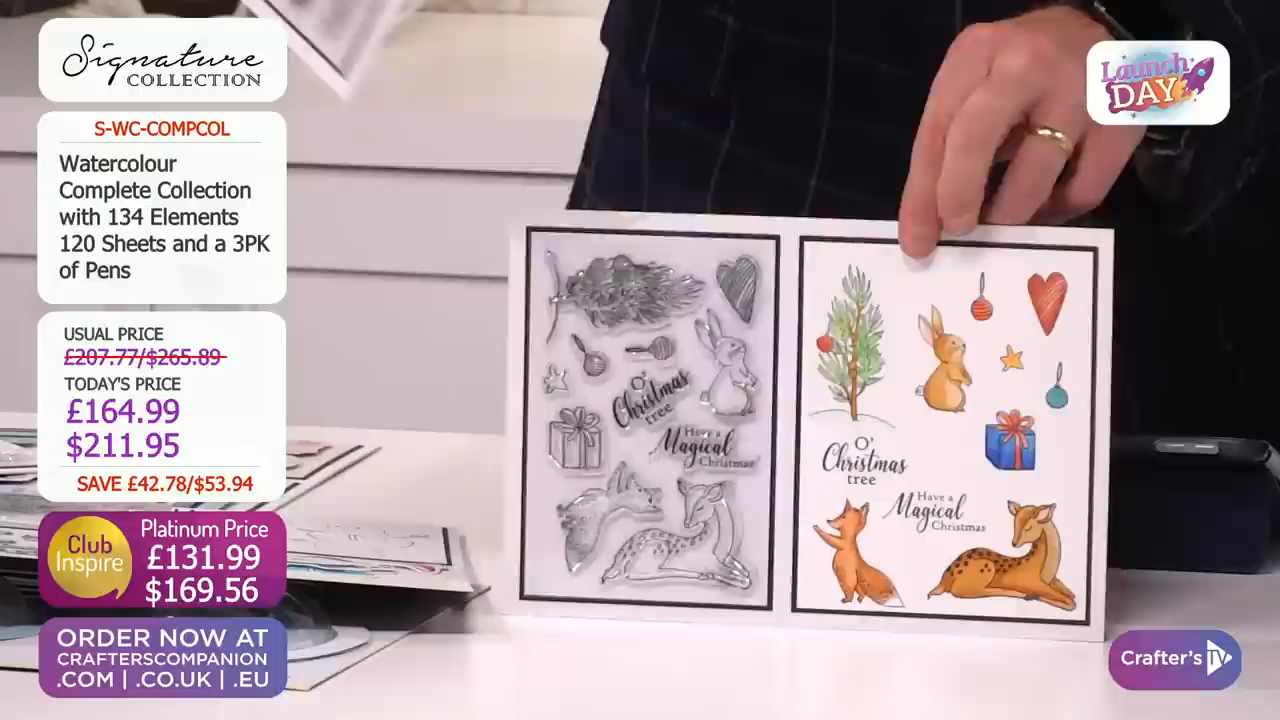 Signature
COLLECTION
S-WC-COMPCOL
Watercolour
Complete Collection
with 134 Elements
120 Sheets and a 3PK
of Pens
USUAL PRICE
£207.77/$265.89
TODAY'S PRICE
£164.99
$211.95
SAVE £42.78/$53.94
Club
Inspire
Platinum Price
£131.99
$169.56
ORDER NOW AT
CRAFTERSCOMPANION
.COM | .CO.UK | .EU
Launch
DAY
O'
Christmas
tree
Have a
Magical
Christmas
O'
Christmas
tree
Have a
Magical
Christmas
Crafter's TV